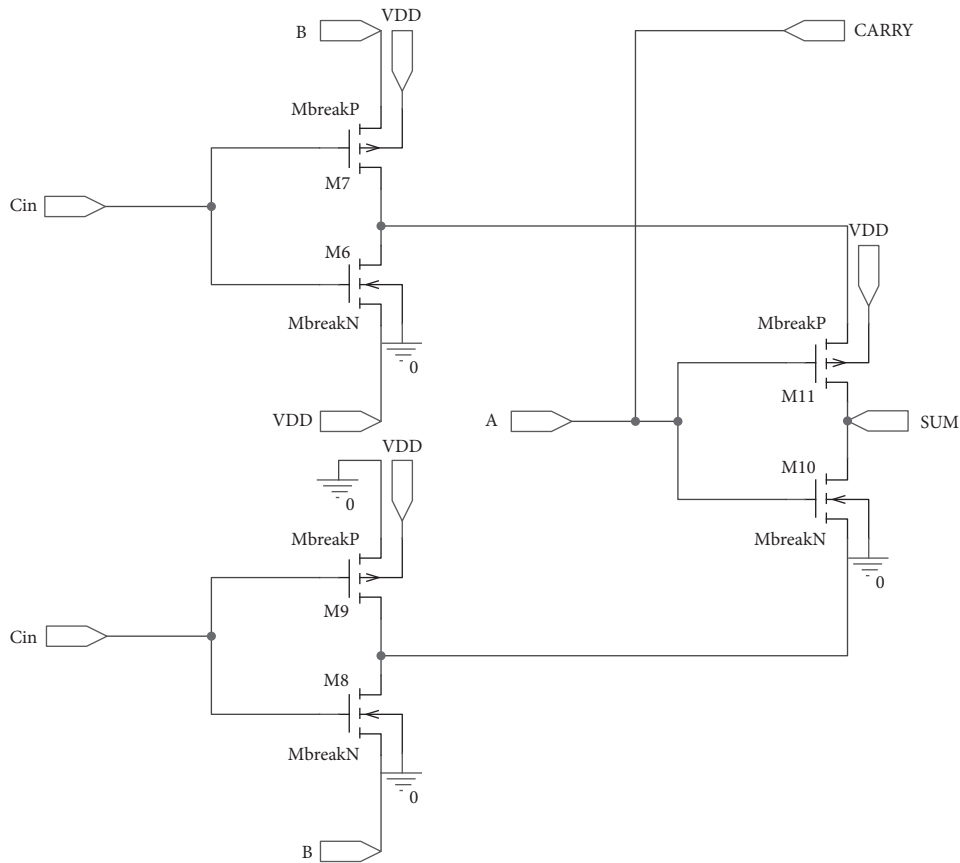 B
VDD
CARRY
MbreakP
M7
Cin
M6
VDD
MbreakN
0
MbreakP
M11
VDD
A
SUM
VDD
M10
0
MbreakP
MbreakN
0
M9
Cin
M8
MbreakN
0
B